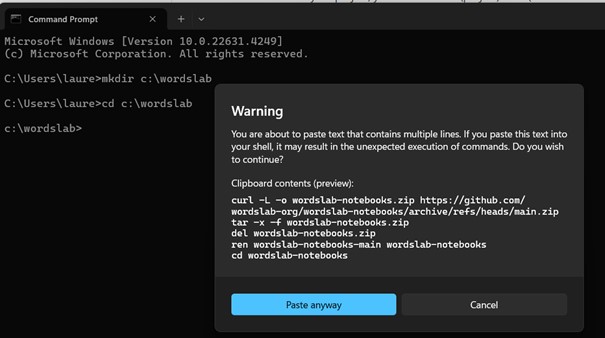 Command Prompt
Microsoft Windows [Version 10.0.22631.4249]
(c) Microsoft Corporation. All rights reserved.
C:\Users\laure>mkdir c:\wordslab
C:\Users\laure>cd c:\wordslab
c:\wordslab>
Warning
You are about to paste text that contains multiple lines. If you paste this text into
your shell, it may result in the unexpected execution of commands. Do you wish
to continue?
Clipboard contents (preview):
curl -L -o wordslab-notebooks.zip https://github.com/
wordslab-org/wordslab-notebooks/archive/refs/heads/main.zip
tar -x -f wordslab-notebooks.zip
del wordslab-notebooks.zip
ren wordslab-notebooks-main wordslab-notebooks
cd wordslab-notebooks
Paste anyway
Cancel